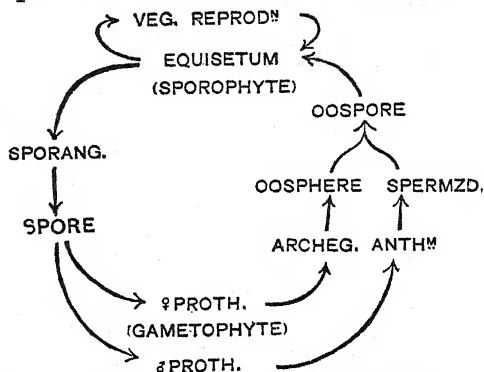 VEG. REPRODN
EQUISETUM
(SPOROPHYTE)
OOSPORE
SPORANG.
OOSPHERE SPERMZD.
SPORE
ARCHEG. ANTHM
♀PROTH.
(GAMETOPHYTE)
♂PROTH.